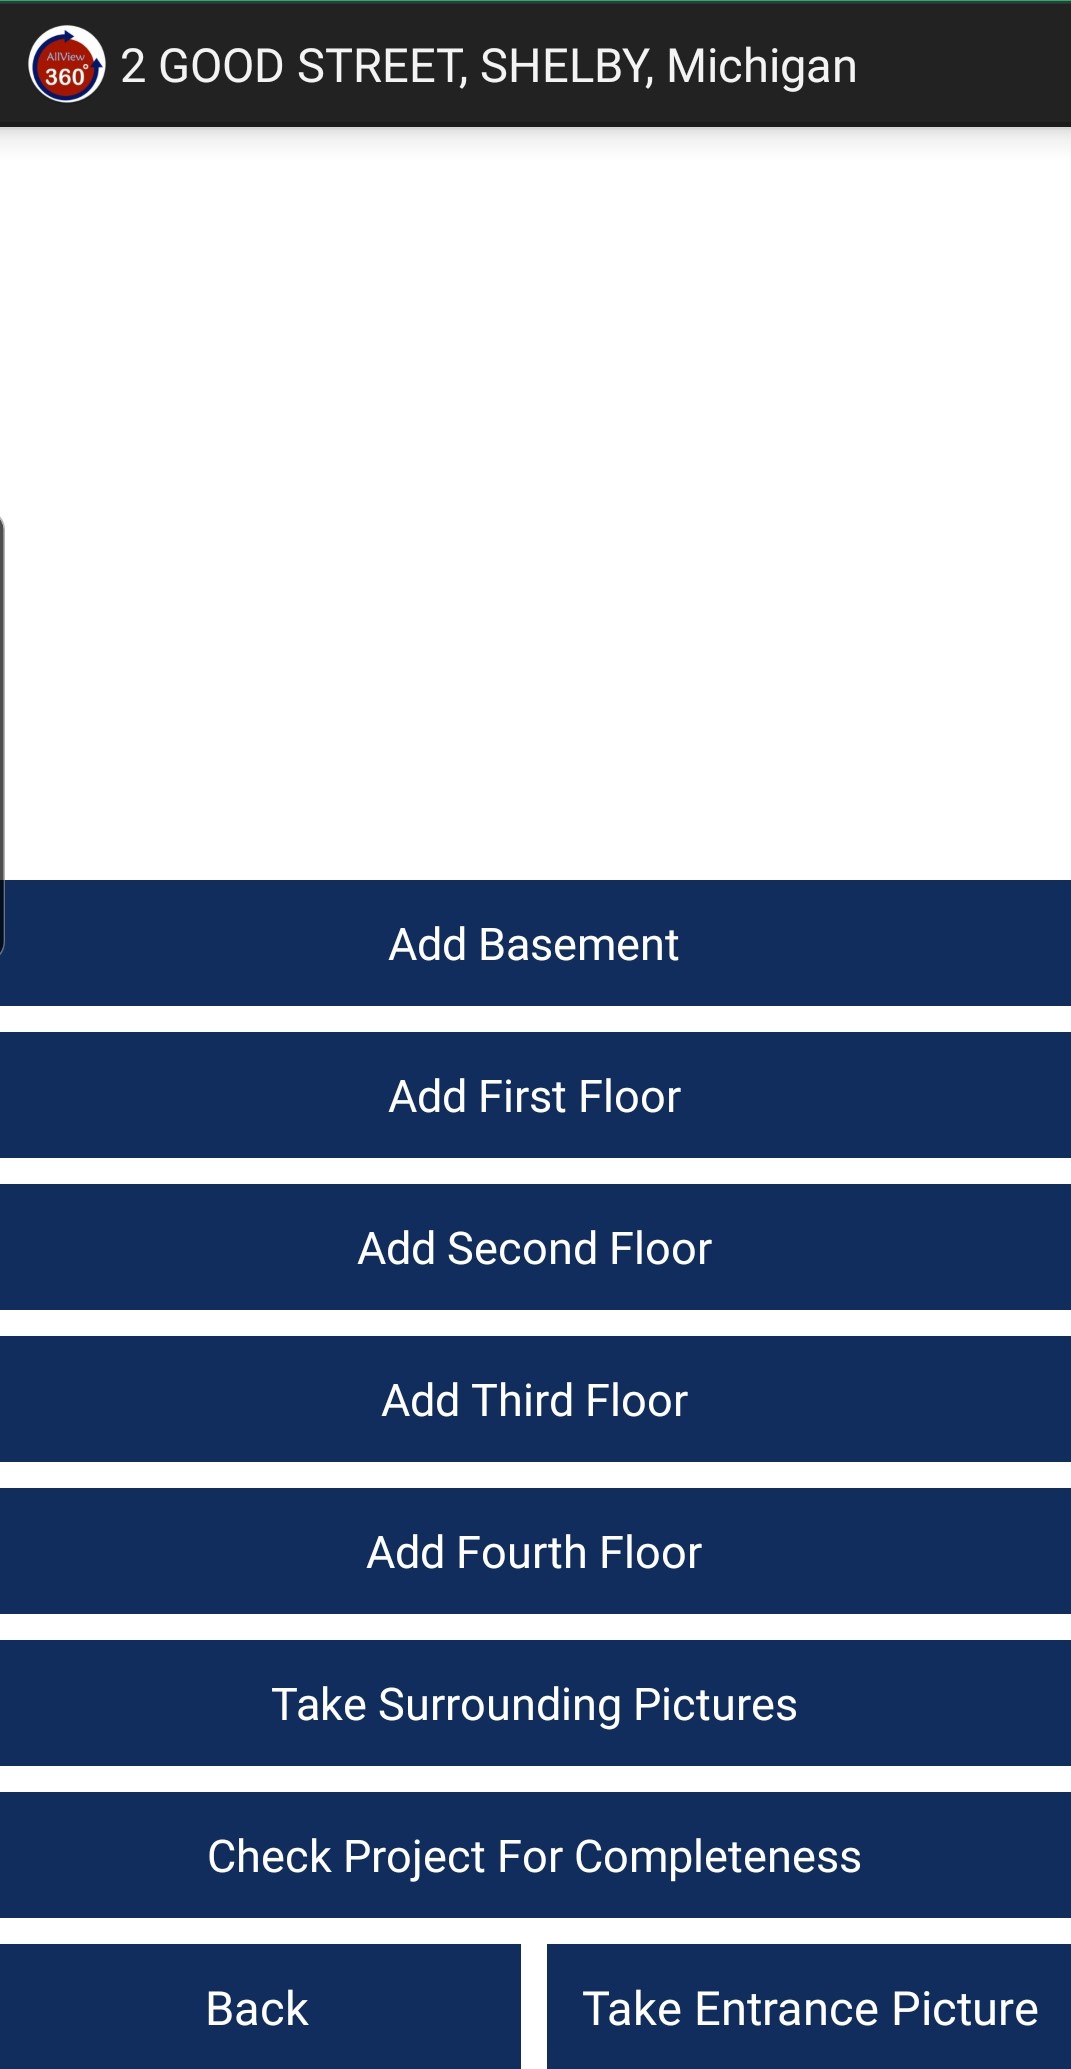 AllView
360°
2 GOOD STREET, SHELBY, Michigan
Add Basement
Add First Floor
Add Second Floor
Add Third Floor
Add Fourth Floor
Take Surrounding Pictures
Check Project For Completeness
Back
Take Entrance Picture